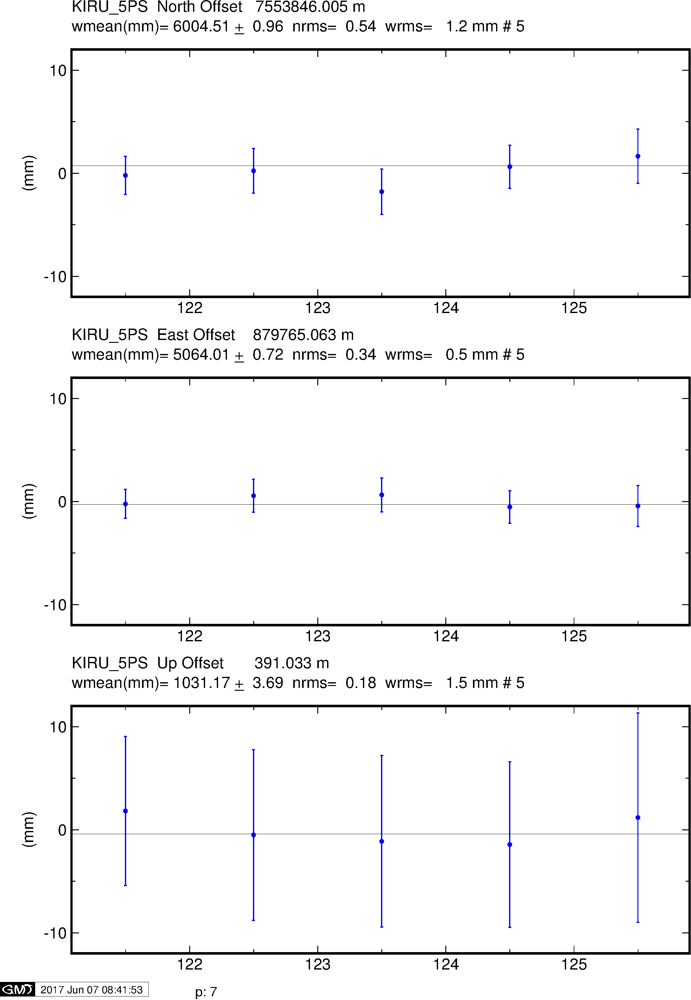 KIRU_5PS North Offset 7553846.005 m
wmean(mm)= 6004.51 ± 0.96 nrms= 0.54 wrms= 1.2 mm # 5
10
0
-10
(mm)
122 123 124 125
KIRU_5PS East Offset 879765.063 m
wmean(mm)= 5064.01 ± 0.72 nrms= 0.34 wrms= 0.5 mm # 5
10
0
-10
(mm)
122 123 124 125
KIRU_5PS Up Offset 391.033 m
wmean(mm)= 1031.17 ± 3.69 nrms= 0.18 wrms= 1.5 mm # 5
10
0
-10
(mm)
122 123 124 125
GMT 2017 Jun 07 08:41:53 p: 7